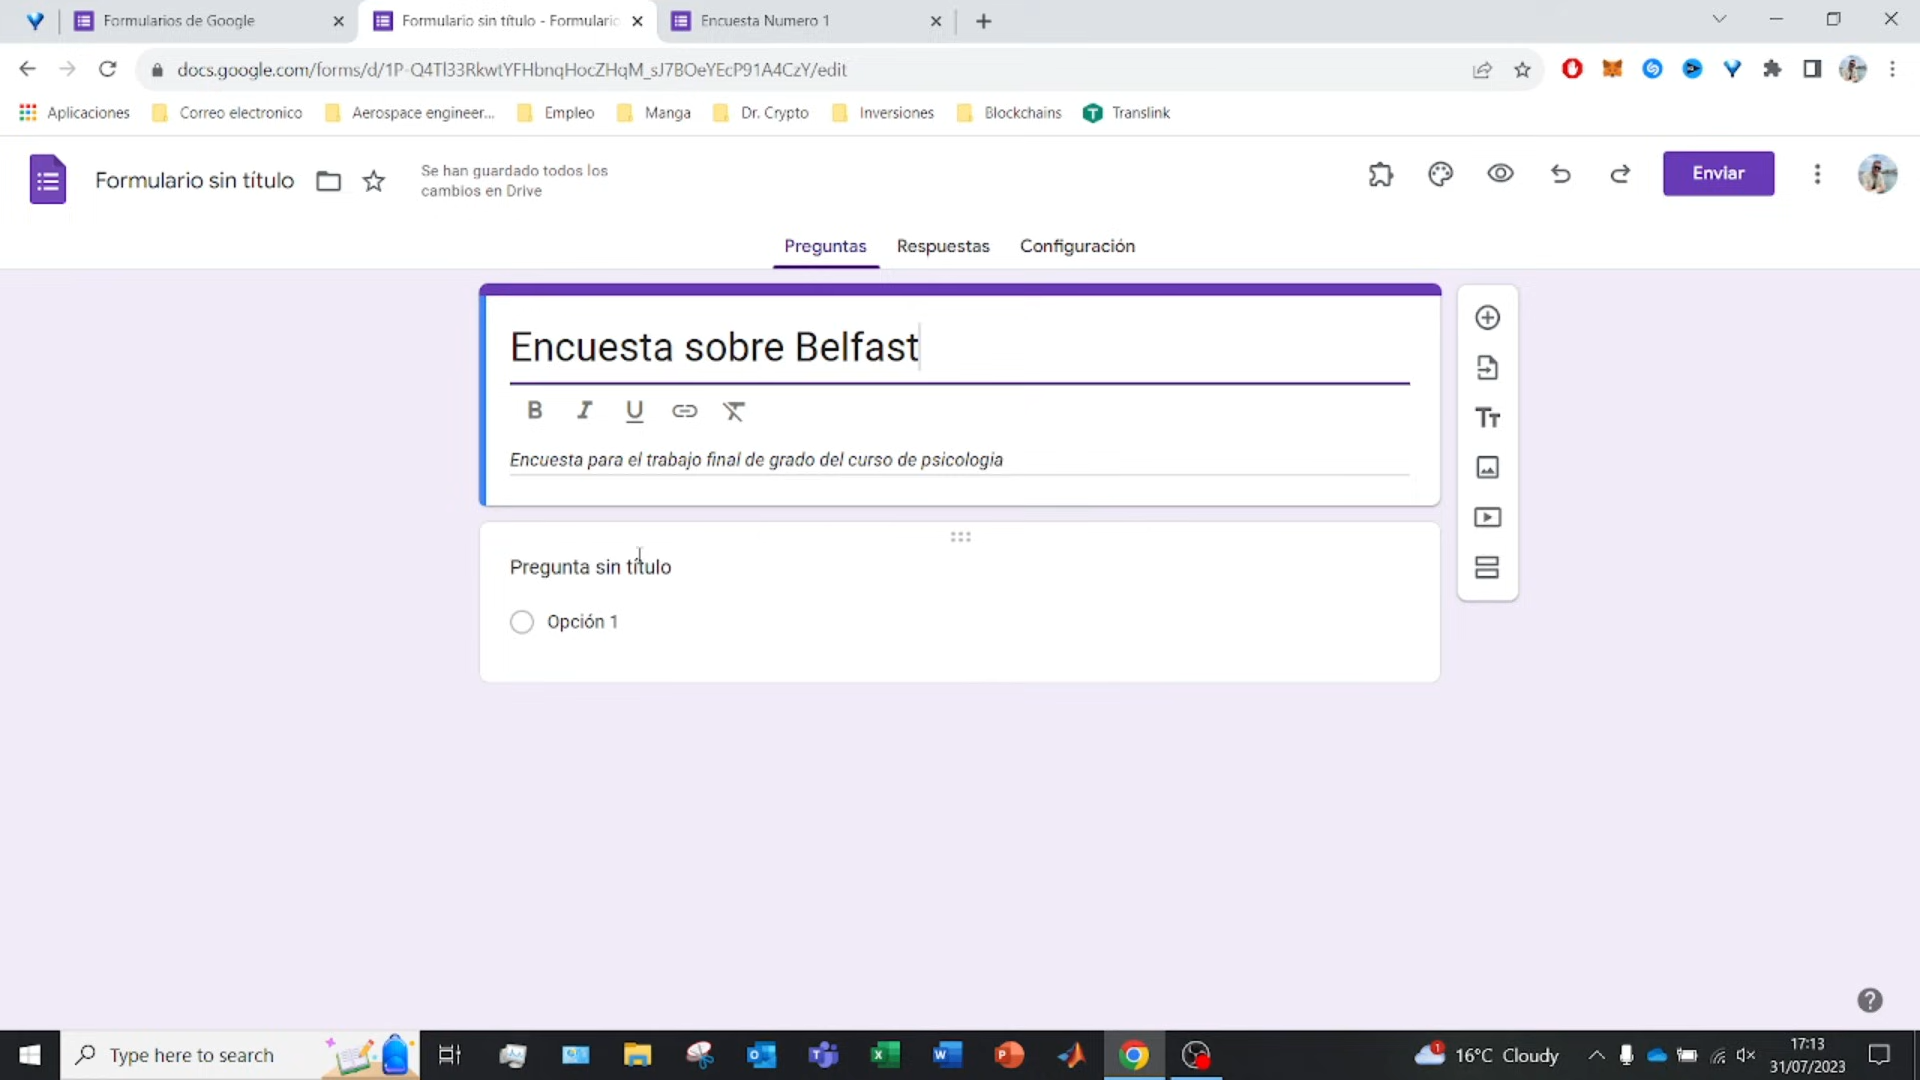 Formularios de Google
Formulario sin título - Formulario
Encuesta Numero 1
docs.google.com/forms/d/1P-Q4Tl33RkwtYFHbnqHocZHqM_sJ7BOeYEcP91A4CzY/edit
Aplicaciones
Correo electronico
Aerospace engineer...
Empleo
Manga
Dr. Crypto
Inversiones
Blockchains
Translink
Formulario sin título
Se han guardado todos los
cambios en Drive
Enviar
Preguntas
Respuestas
Configuración
Encuesta sobre Belfast
Encuesta para el trabajo final de grado del curso de psicologia
Pregunta sin título
Opción 1
Type here to search
16°C Cloudy
17:13
31/07/2023